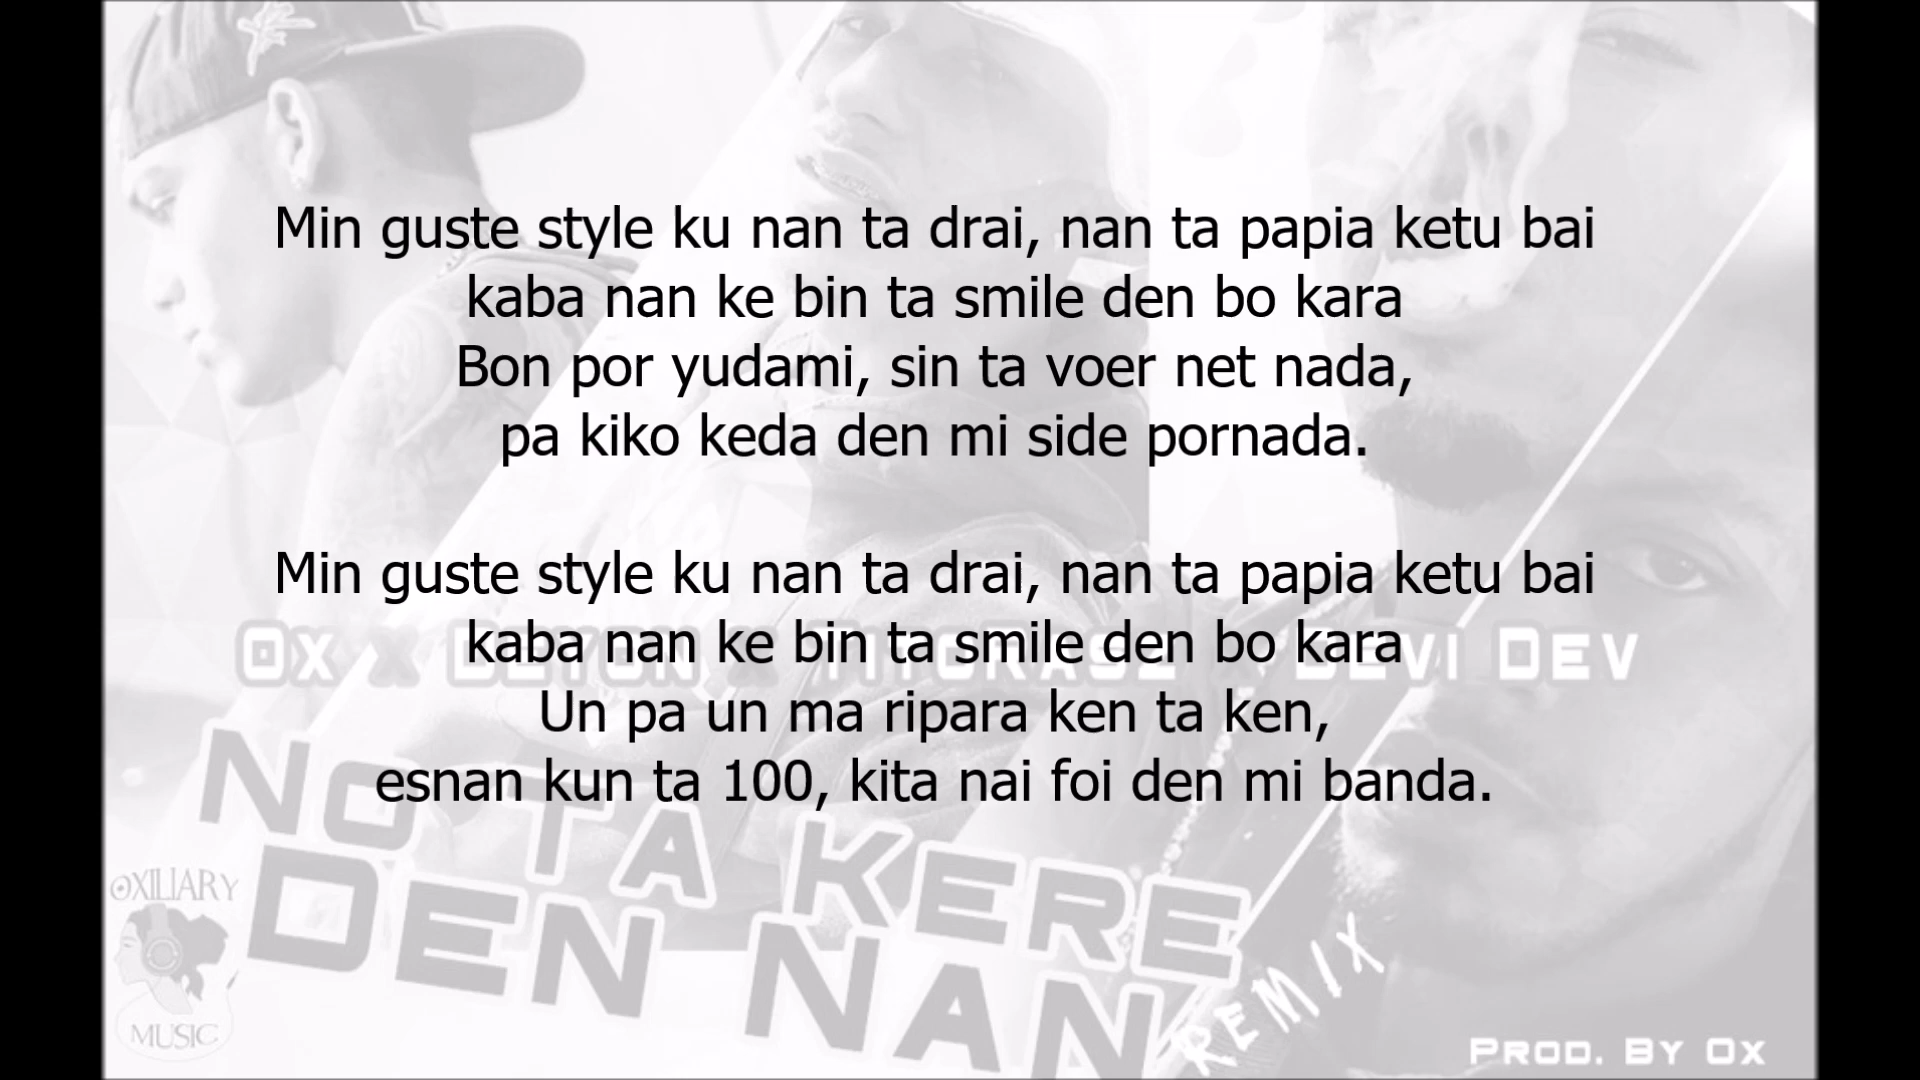 Min guste style ku nan ta drai, nan ta papia ketu bai
kaba nan ke bin ta smile den bo kara
Bon por yudami, sin ta voer net nada,
pa kiko keda den mi side pornada.
Min guste style ku nan ta drai, nan ta papia ketu bai
kaba nan ke bin ta smile den bo kara
Un pa un ma ripara ken ta ken,
esnan kun ta 100, kita nai foi den mi banda.
Ox x Deton x Dev
No Ta Kere
Den Nan
Remix
Oxiliary
Music
Prod. By Ox